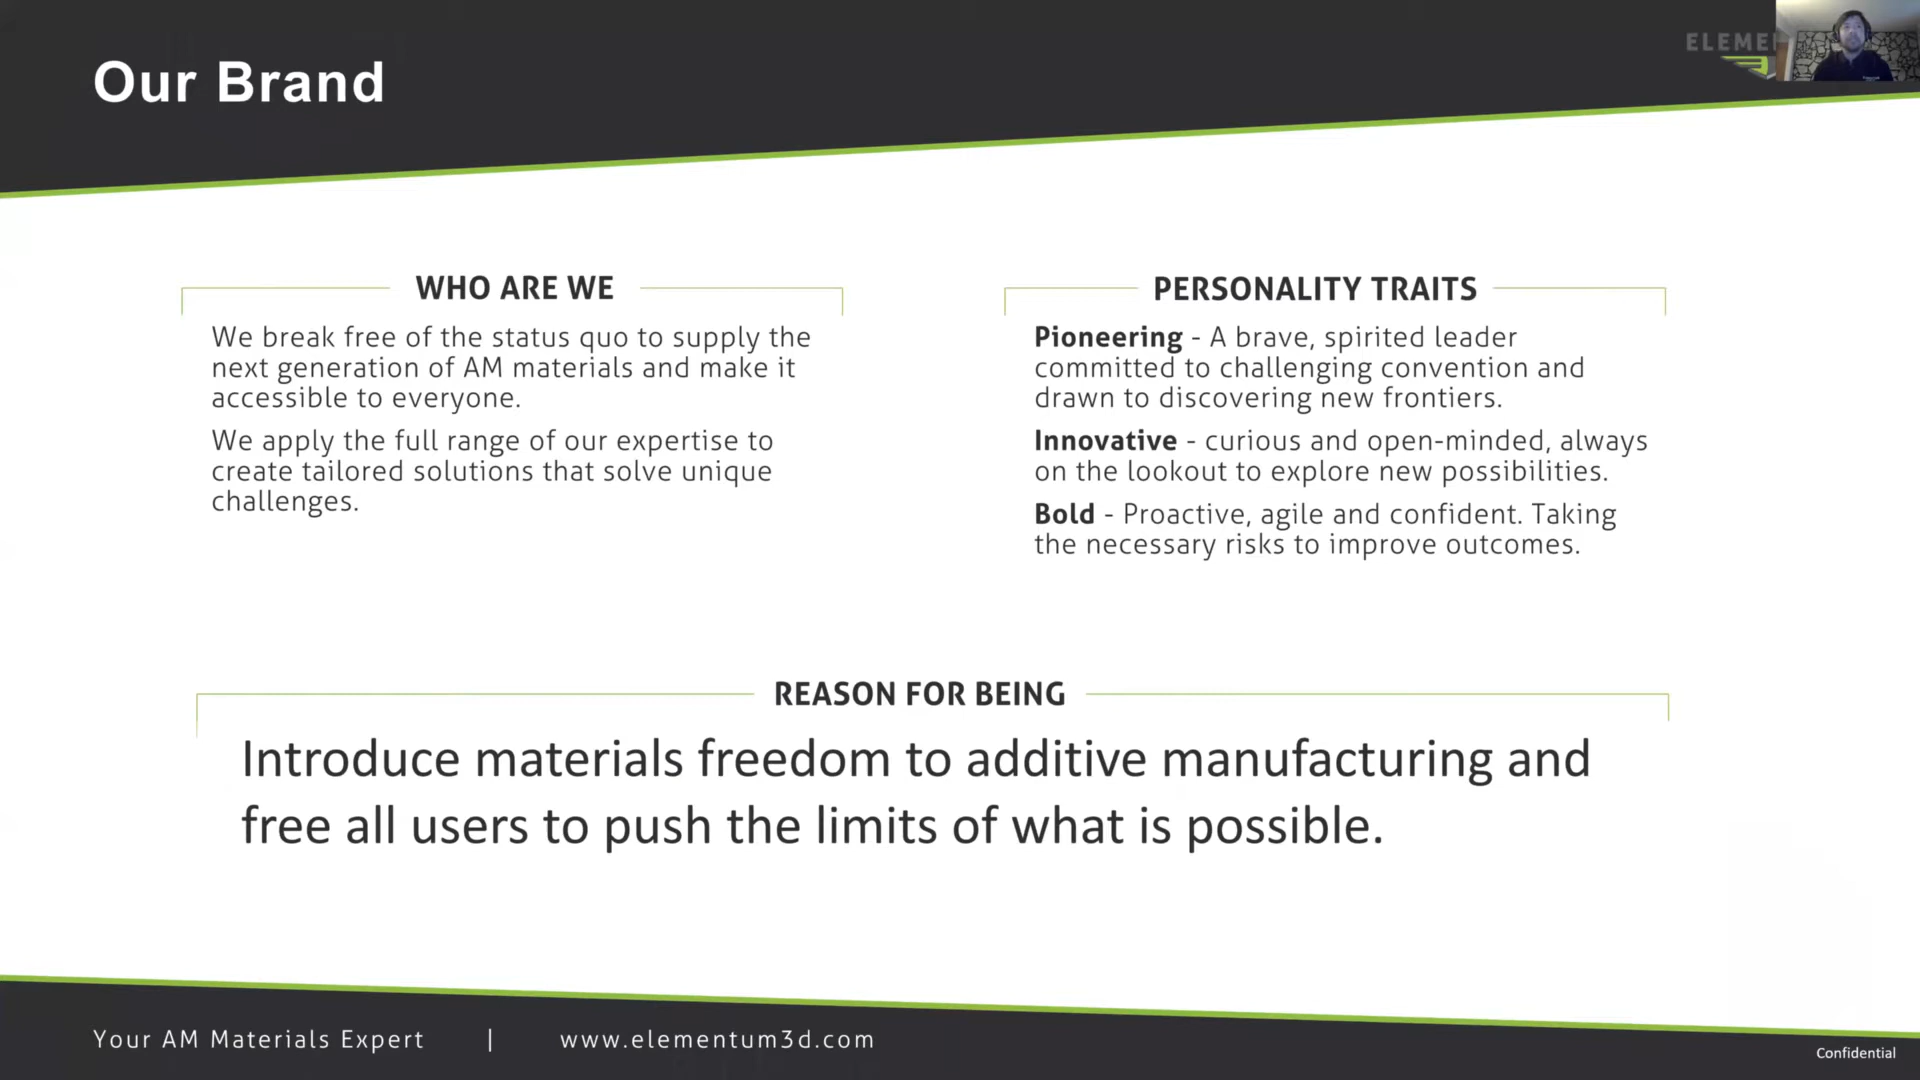 Our Brand
WHO ARE WE
We break free of the status quo to supply the
next generation of AM materials and make it
accessible to everyone.
We apply the full range of our expertise to
create tailored solutions that solve unique
challenges.
PERSONALITY TRAITS
Pioneering - A brave, spirited leader
committed to challenging convention and
drawn to discovering new frontiers.
Innovative - curious and open-minded, always
on the lookout to explore new possibilities.
Bold - Proactive, agile and confident. Taking
the necessary risks to improve outcomes.
REASON FOR BEING
Introduce materials freedom to additive manufacturing and
free all users to push the limits of what is possible.
Your AM Materials Expert | www.elementum3d.com
Confidential